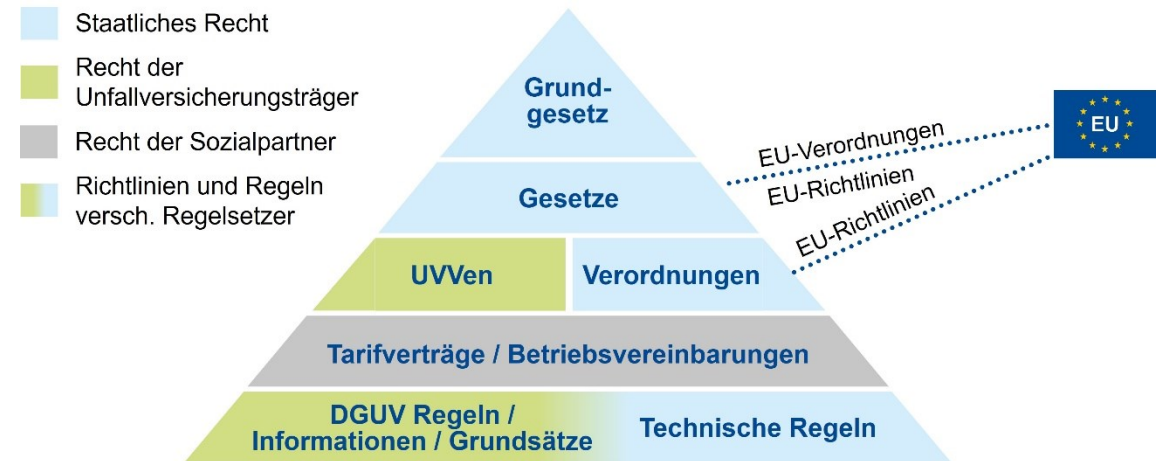 Staatliches Recht
Recht der
Unfallversicherungsträger
Recht der Sozialpartner
Richtlinien und Regeln
versch. Regelsetzer
Grund-
gesetz
Gesetze
UVVen
Verordnungen
Tarifverträge / Betriebsvereinbarungen
DGUV Regeln /
Informationen / Grundsätze
Technische Regeln
EU-Verordnungen
EU-Richtlinien
EU-Richtlinien
EU